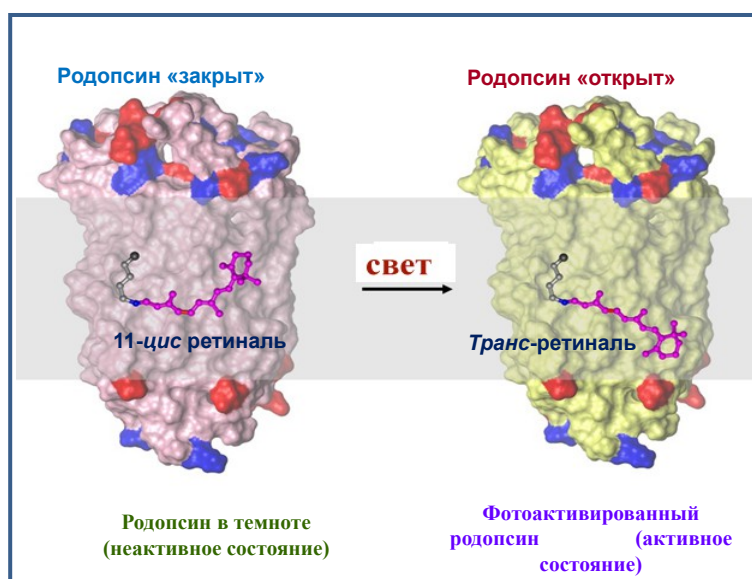 Родопсин «закрыт»
Родопсин «открыт»
свет
11-цис ретиналь
Транс-ретиналь
Родопсин в темноте
(неактивное состояние)
Фотоактивированный
родопсин (активное
состояние)